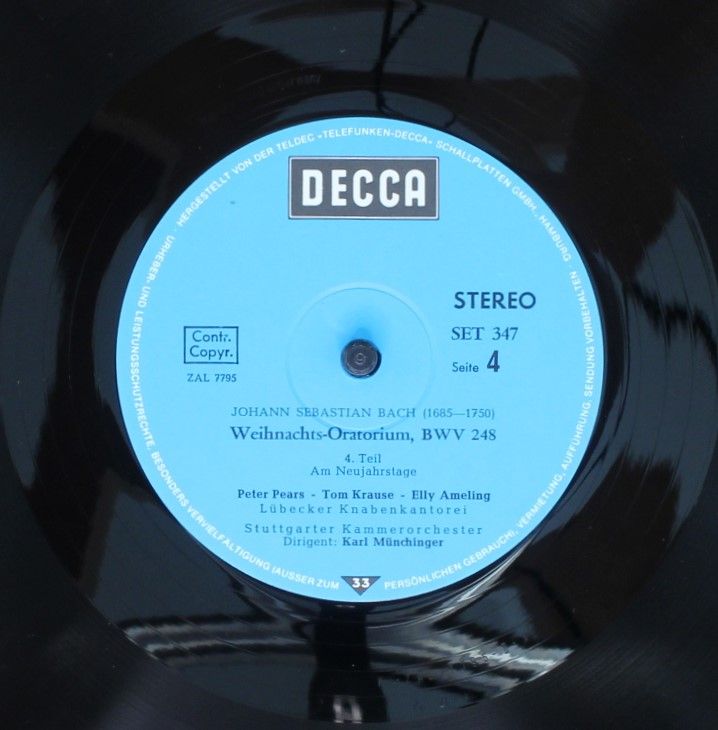 DECCA
STEREO
SET 347
Seite 4
Contr.
Copyr.
ZAL 7795
JOHANN SEBASTIAN BACH (1685—1750)
Weihnachts-Oratorium, BWV 248
4. Teil
Am Neujahrstage
Peter Pears - Tom Krause - Elly Ameling
Lübecker Knabenkantorei
Stuttgarter Kammerorchester
Dirigent: Karl Münchinger
33
HERGESTELLT VON DER TELDEC »TELEFUNKEN-DECCA« SCHALLPLATTEN GMBH., HAMBURG ·
URHEBER- UND LEISTUNGSSCHUTZRECHTE, BESONDERS VERVIELFALTIGUNG (AUSSER ZUM PERSÖNLICHEN GEBRAUCH), VERMIETUNG, AUFFÜHRUNG, SENDUNG VORBEHALTEN